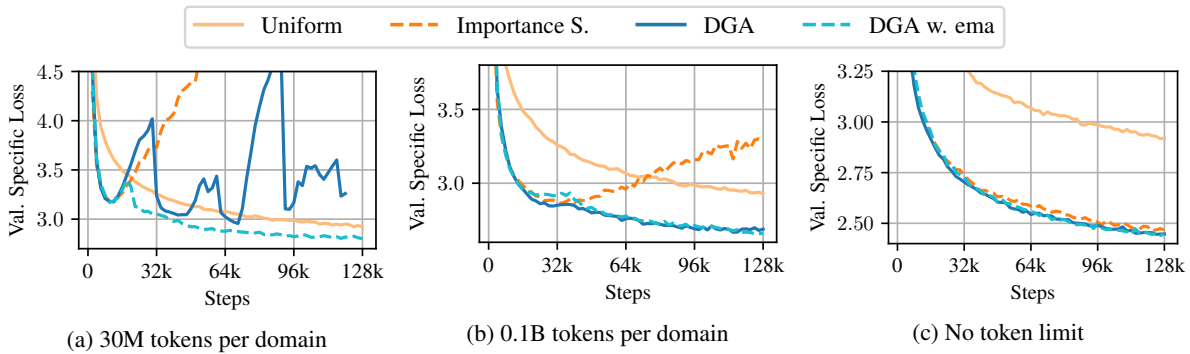 Uniform Importance S. DGA DGA w. ema
Val. Specific Loss
4.5
4.0
3.5
3.0
0 32k 64k 96k 128k
Steps
(a) 30M tokens per domain
Val. Specific Loss
3.5
3.0
0 32k 64k 96k 128k
Steps
(b) 0.1B tokens per domain
Val. Specific Loss
3.25
3.00
2.75
2.50
0 32k 64k 96k 128k
Steps
(c) No token limit